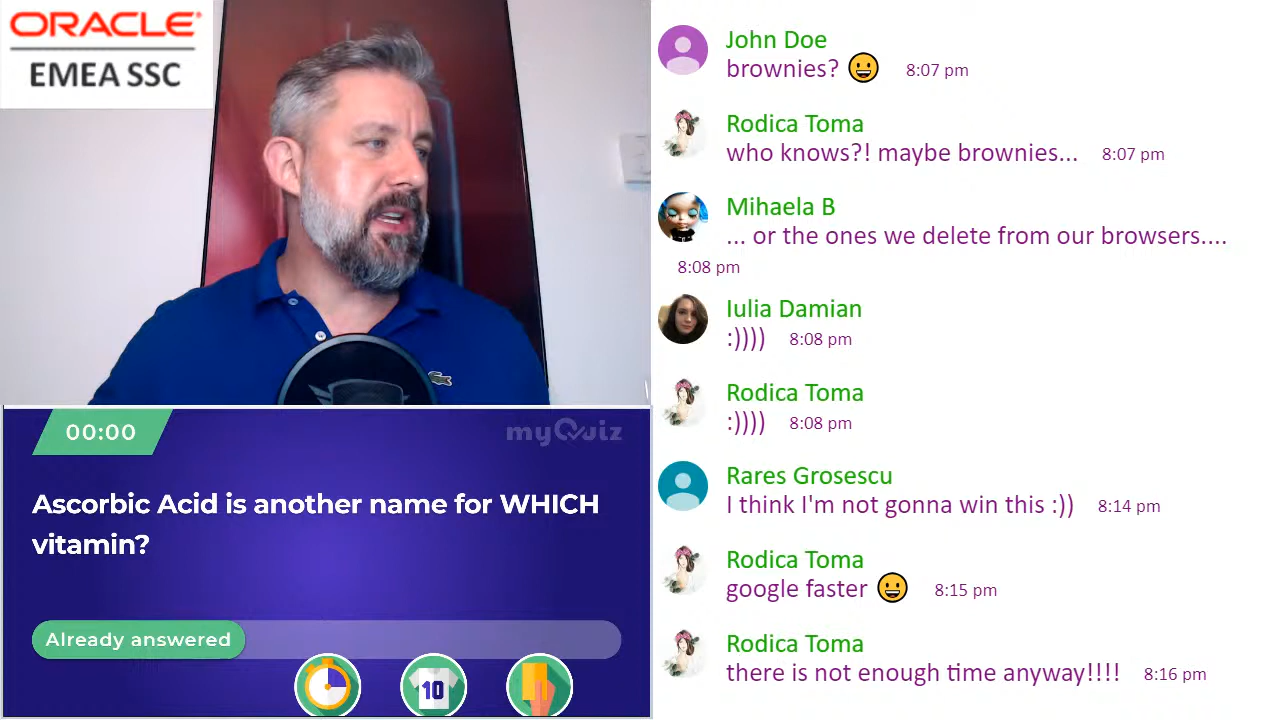 ORACLE
EMEA SSC
00:00
myQuiz
Ascorbic Acid is another name for WHICH
vitamin?
Already answered
10
John Doe
brownies? 😀 8:07 pm
Rodica Toma
who knows?! maybe brownies... 8:07 pm
Mihaela B
... or the ones we delete from our browsers....
8:08 pm
Iulia Damian
:)))) 8:08 pm
Rodica Toma
:)))) 8:08 pm
Rares Grosescu
I think I'm not gonna win this :)) 8:14 pm
Rodica Toma
google faster 😀 8:15 pm
Rodica Toma
there is not enough time anyway!!!! 8:16 pm